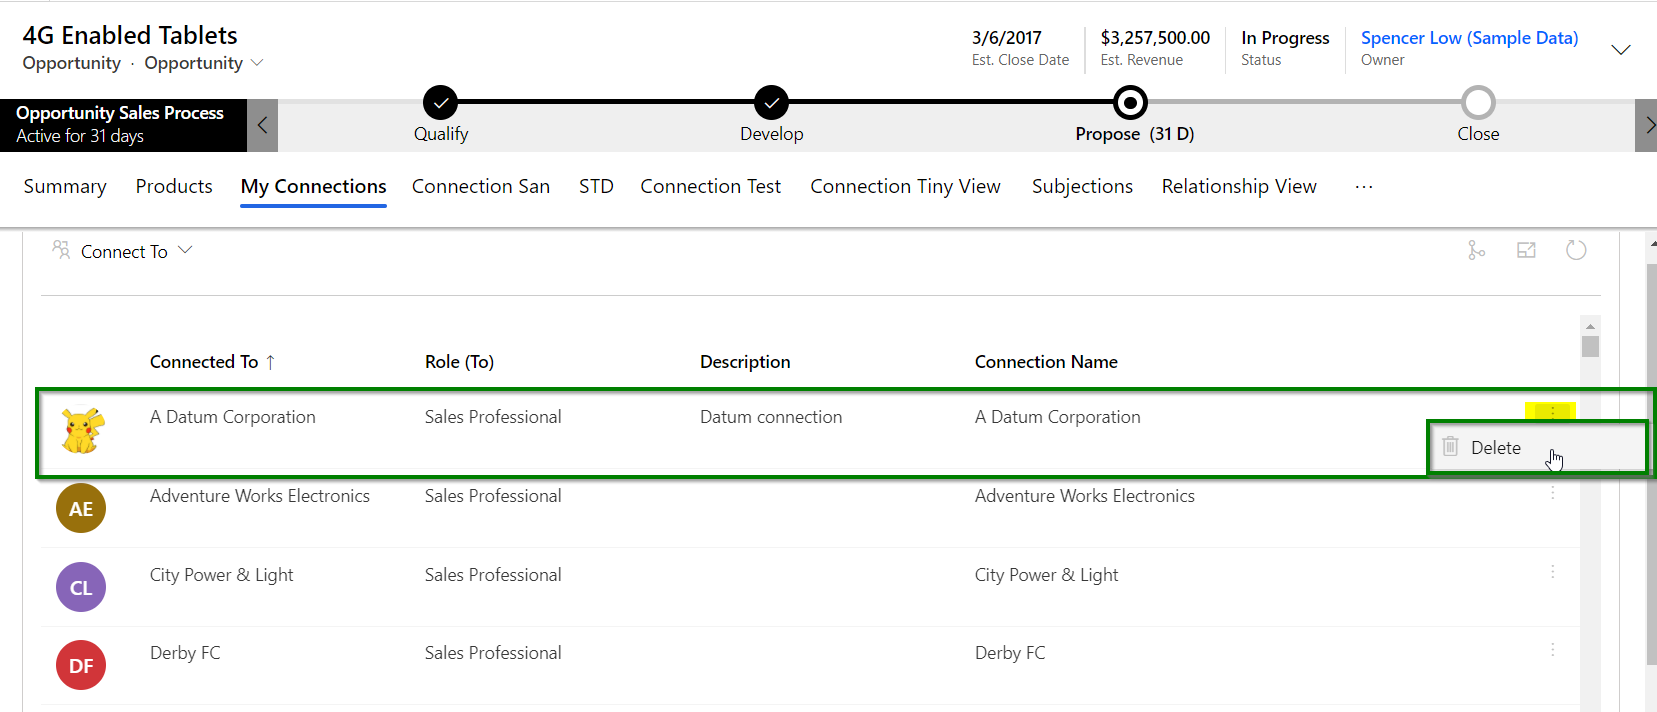 4G Enabled Tablets
Opportunity · Opportunity
3/6/2017
Est. Close Date
$3,257,500.00
Est. Revenue
In Progress
Status
Spencer Low (Sample Data)
Owner
Opportunity Sales Process
Active for 31 days
Qualify
Develop
Propose (31 D)
Close
Summary Products My Connections Connection San STD Connection Test Connection Tiny View Subjections Relationship View ...
Connect To
Connected To ↑ Role (To) Description Connection Name
A Datum Corporation Sales Professional Datum connection A Datum Corporation
Delete
AE Adventure Works Electronics Sales Professional Adventure Works Electronics
CL City Power & Light Sales Professional City Power & Light
DF Derby FC Sales Professional Derby FC